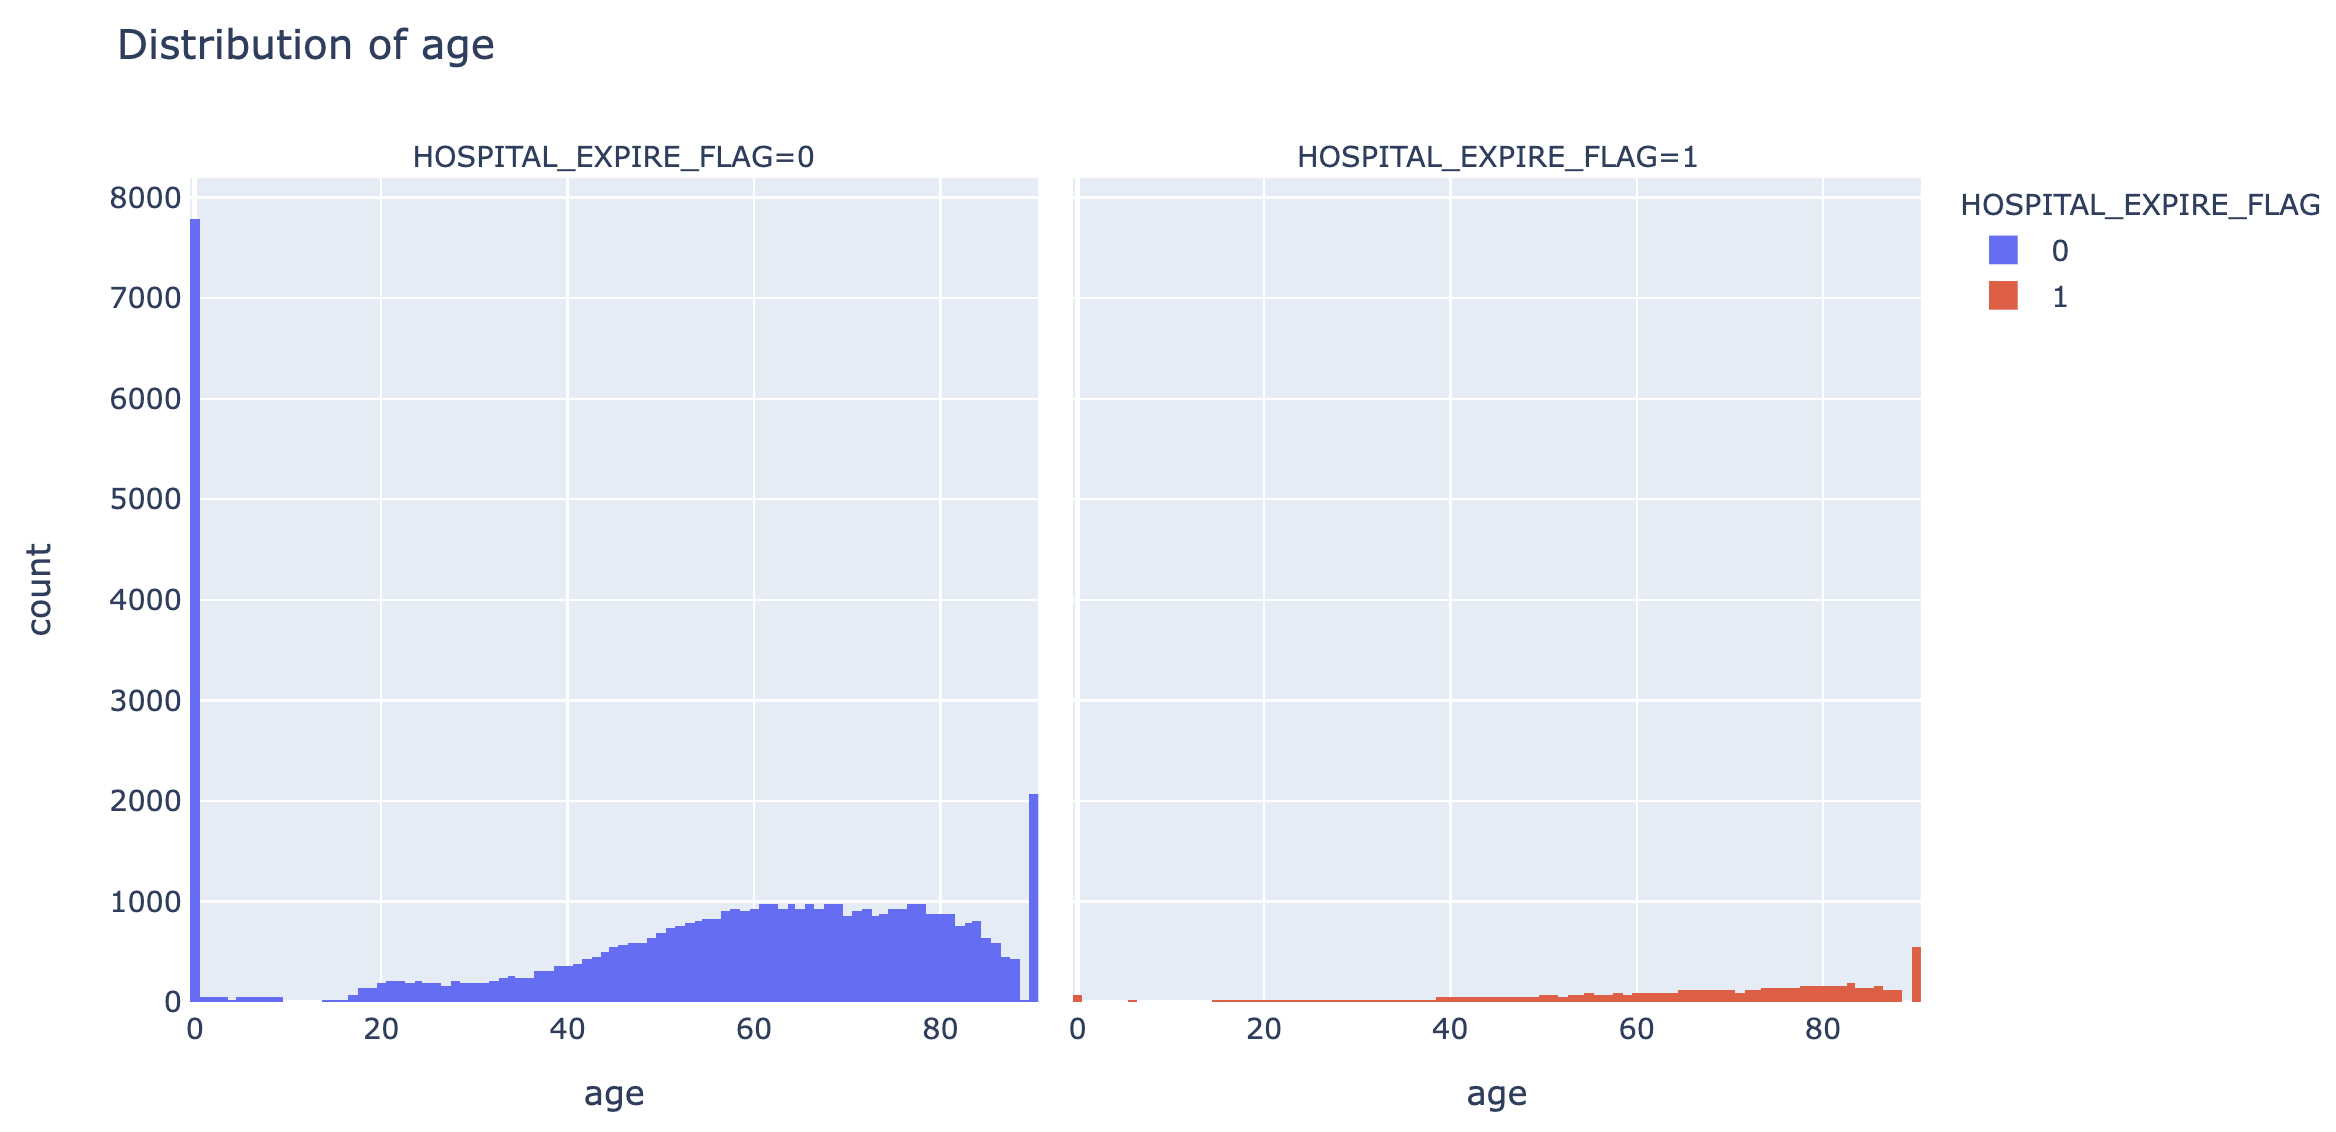 Distribution of age
HOSPITAL_EXPIRE_FLAG=0
HOSPITAL_EXPIRE_FLAG=1
HOSPITAL_EXPIRE_FLAG
0
1
8000
7000
6000
5000
4000
3000
2000
1000
0
count
0 20 40 60 80
0 20 40 60 80
age
age